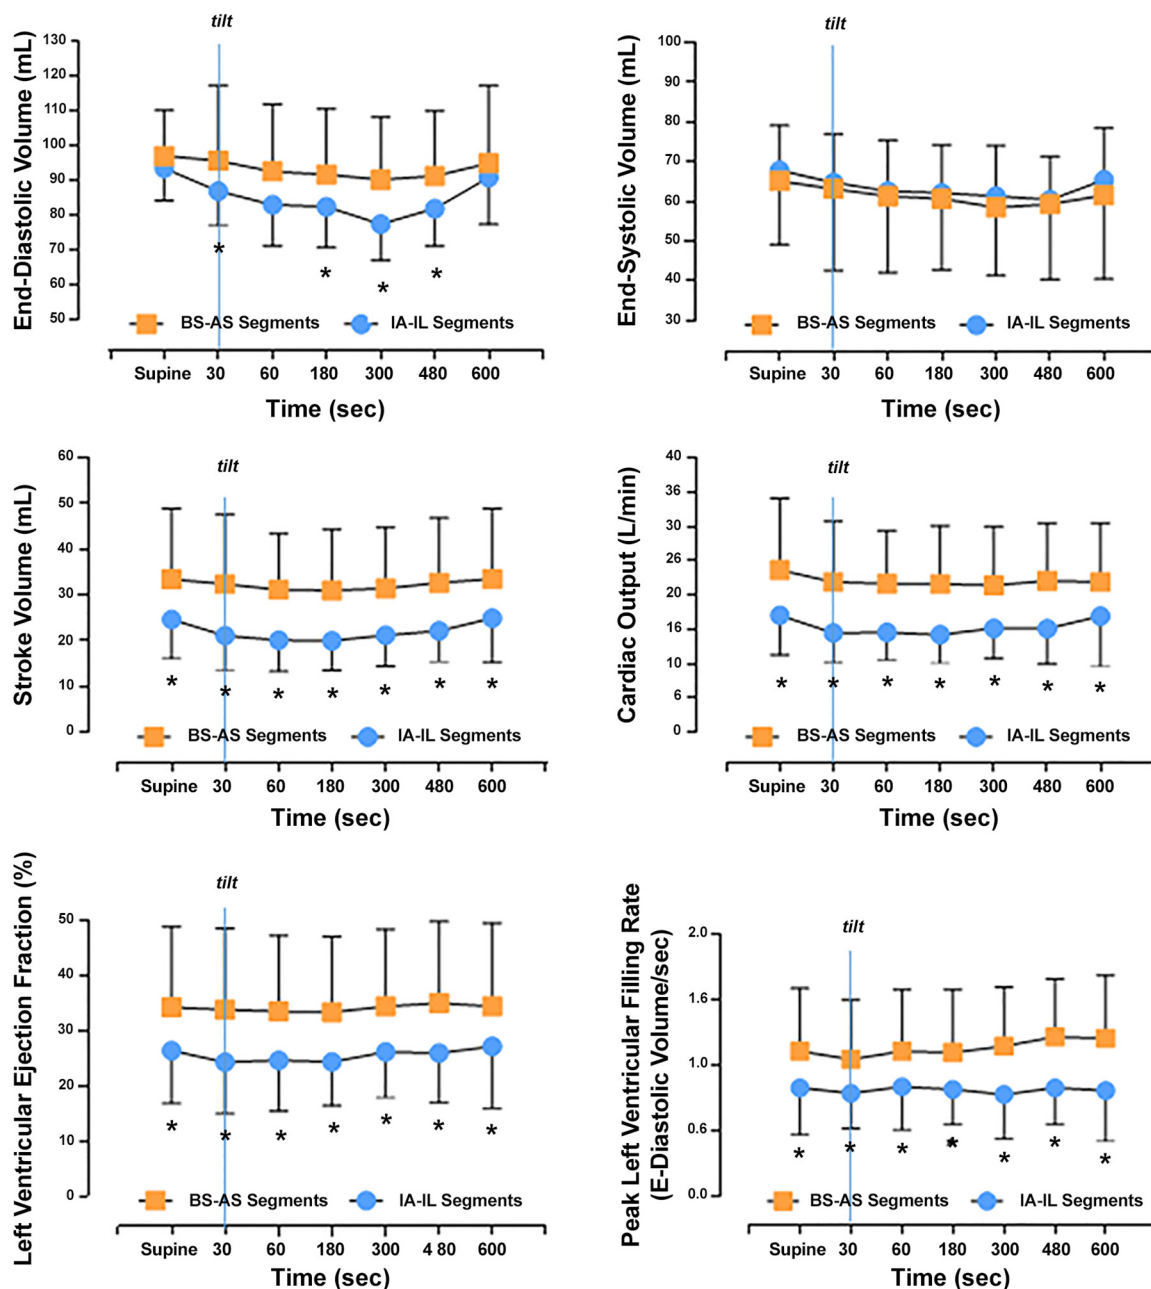 tilt
End-Diastolic Volume (mL)
130
120
110
100
90
80
70
60
50
* * * *
BS-AS Segments IA-IL Segments
Supine 30 60 180 300 480 600
Time (sec)
tilt
End-Systolic Volume (mL)
100
90
80
70
60
50
40
30
BS-AS Segments IA-IL Segments
Supine 30 60 180 300 480 600
Time (sec)
tilt
Stroke Volume (mL)
60
50
40
30
20
10
0
* * * * * * *
BS-AS Segments IA-IL Segments
Supine 30 60 180 300 480 600
Time (sec)
tilt
Cardiac Output (L/min)
40
36
30
26
20
16
10
6
0
* * * * * * *
BS-AS Segments IA-IL Segments
Supine 30 60 180 300 480 600
Time (sec)
tilt
Left Ventricular Ejection Fraction (%)
50
40
30
20
10
0
* * * * * * *
BS-AS Segments IA-IL Segments
Supine 30 60 180 300 4 80 600
Time (sec)
tilt
Peak Left Ventricular Filling Rate
(E-Diastolic Volume/sec)
2.0
1.6
1.0
0.6
0.0
* * * * * * *
BS-AS Segments IA-IL Segments
Supine 30 60 180 300 480 600
Time (sec)